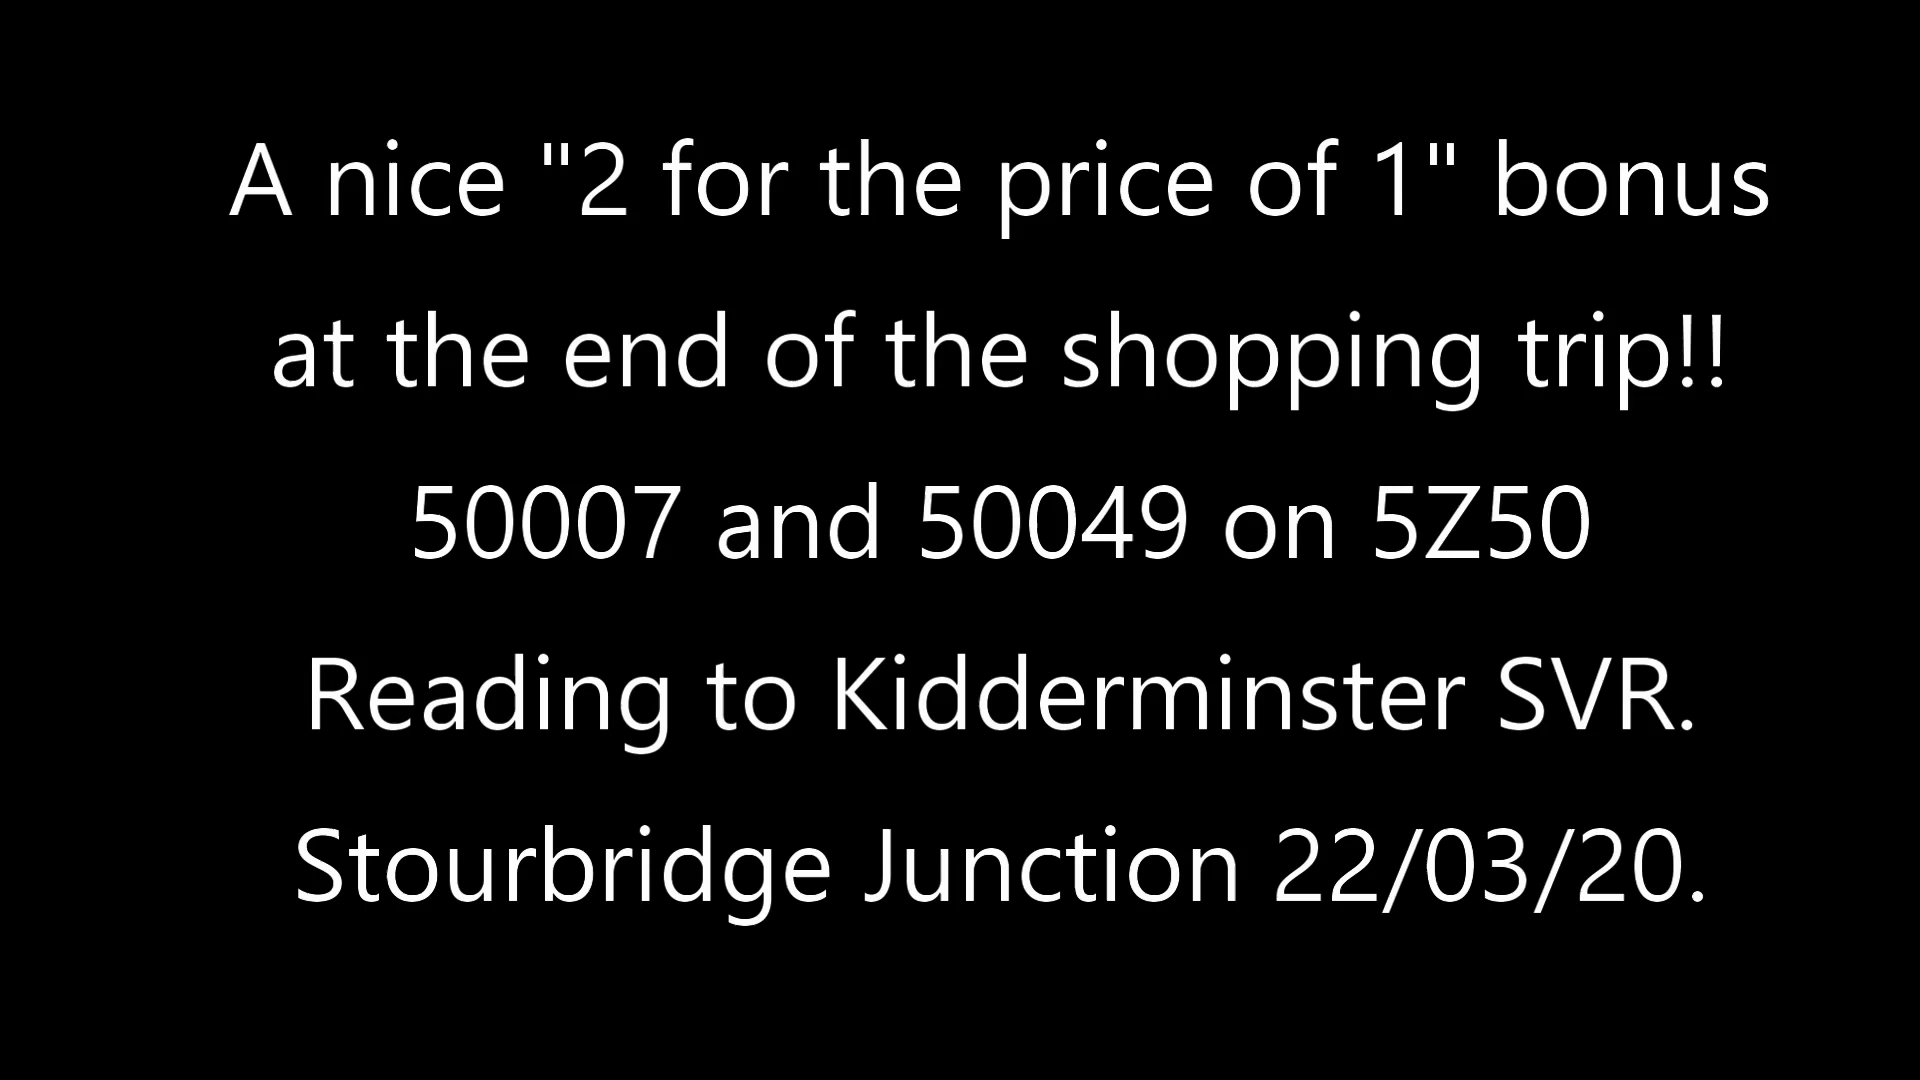 A nice "2 for the price of 1" bonus
at the end of the shopping trip!!
50007 and 50049 on 5Z50
Reading to Kidderminster SVR.
Stourbridge Junction 22/03/20.